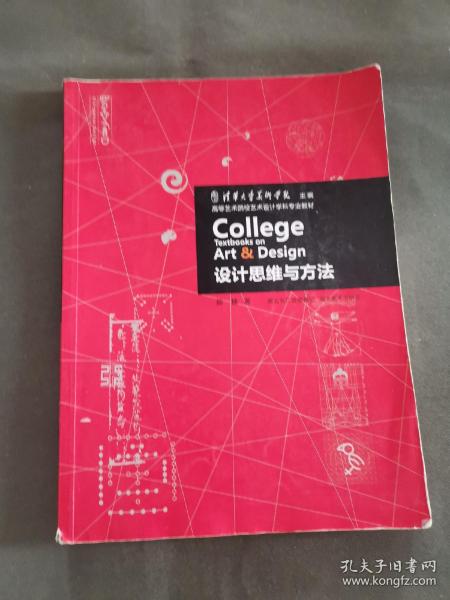 清华大学美术学院 主编
高等艺术院校艺术设计学科专业教材
College
Textbooks on
Art & Design
设计思维与方法
孔夫子旧书网
www.kongfz.com